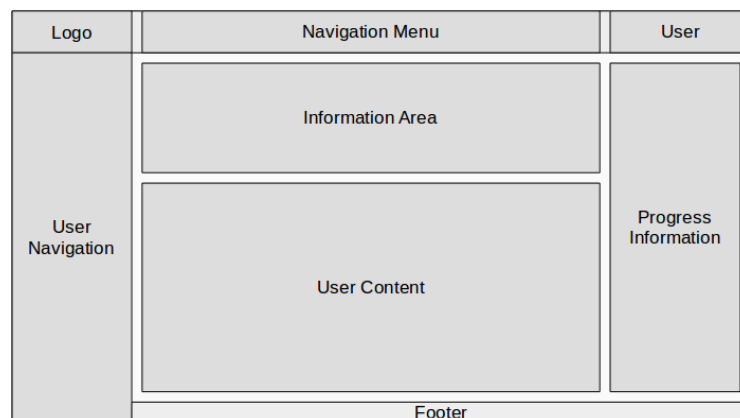 Logo
Navigation Menu
User
Information Area
User
Navigation
Progress
Information
User Content
Footer